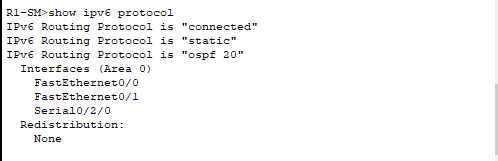 R1-SM>show ipv6 protocol
IPv6 Routing Protocol is "connected"
IPv6 Routing Protocol is "static"
IPv6 Routing Protocol is "ospf 20"
  Interfaces (Area 0)
    FastEthernet0/0
    FastEthernet0/1
    Serial0/2/0
  Redistribution:
    None